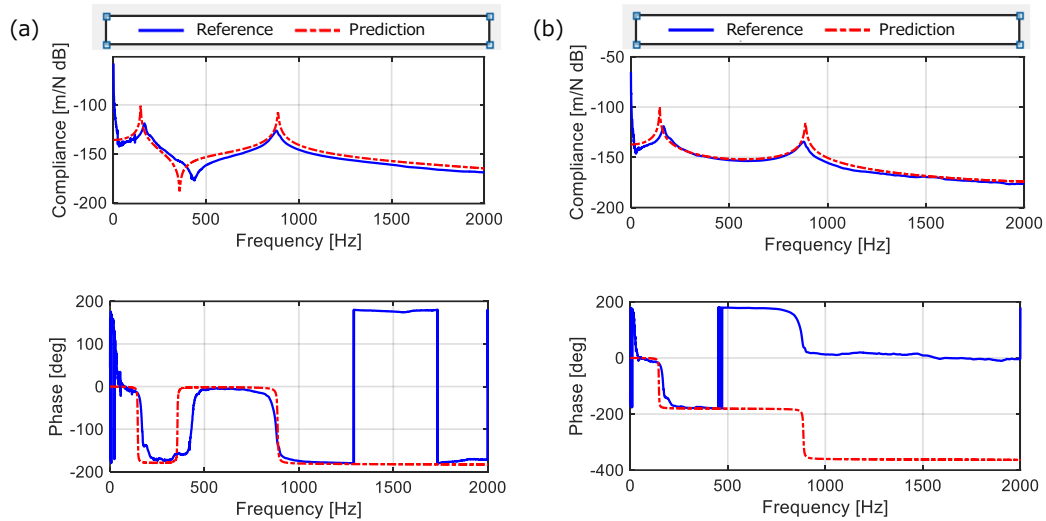 (a)
Reference Prediction
Compliance [m/N dB]
-50
-100
-150
-200
0 500 1000 1500 2000
Frequency [Hz]
(b)
Reference Prediction
Compliance [m/N dB]
-50
-100
-150
-200
0 500 1000 1500 2000
Frequency [Hz]
Phase [deg]
200
100
0
-100
-200
0 500 1000 1500 2000
Frequency [Hz]
Phase [deg]
200
0
-200
-400
0 500 1000 1500 2000
Frequency [Hz]